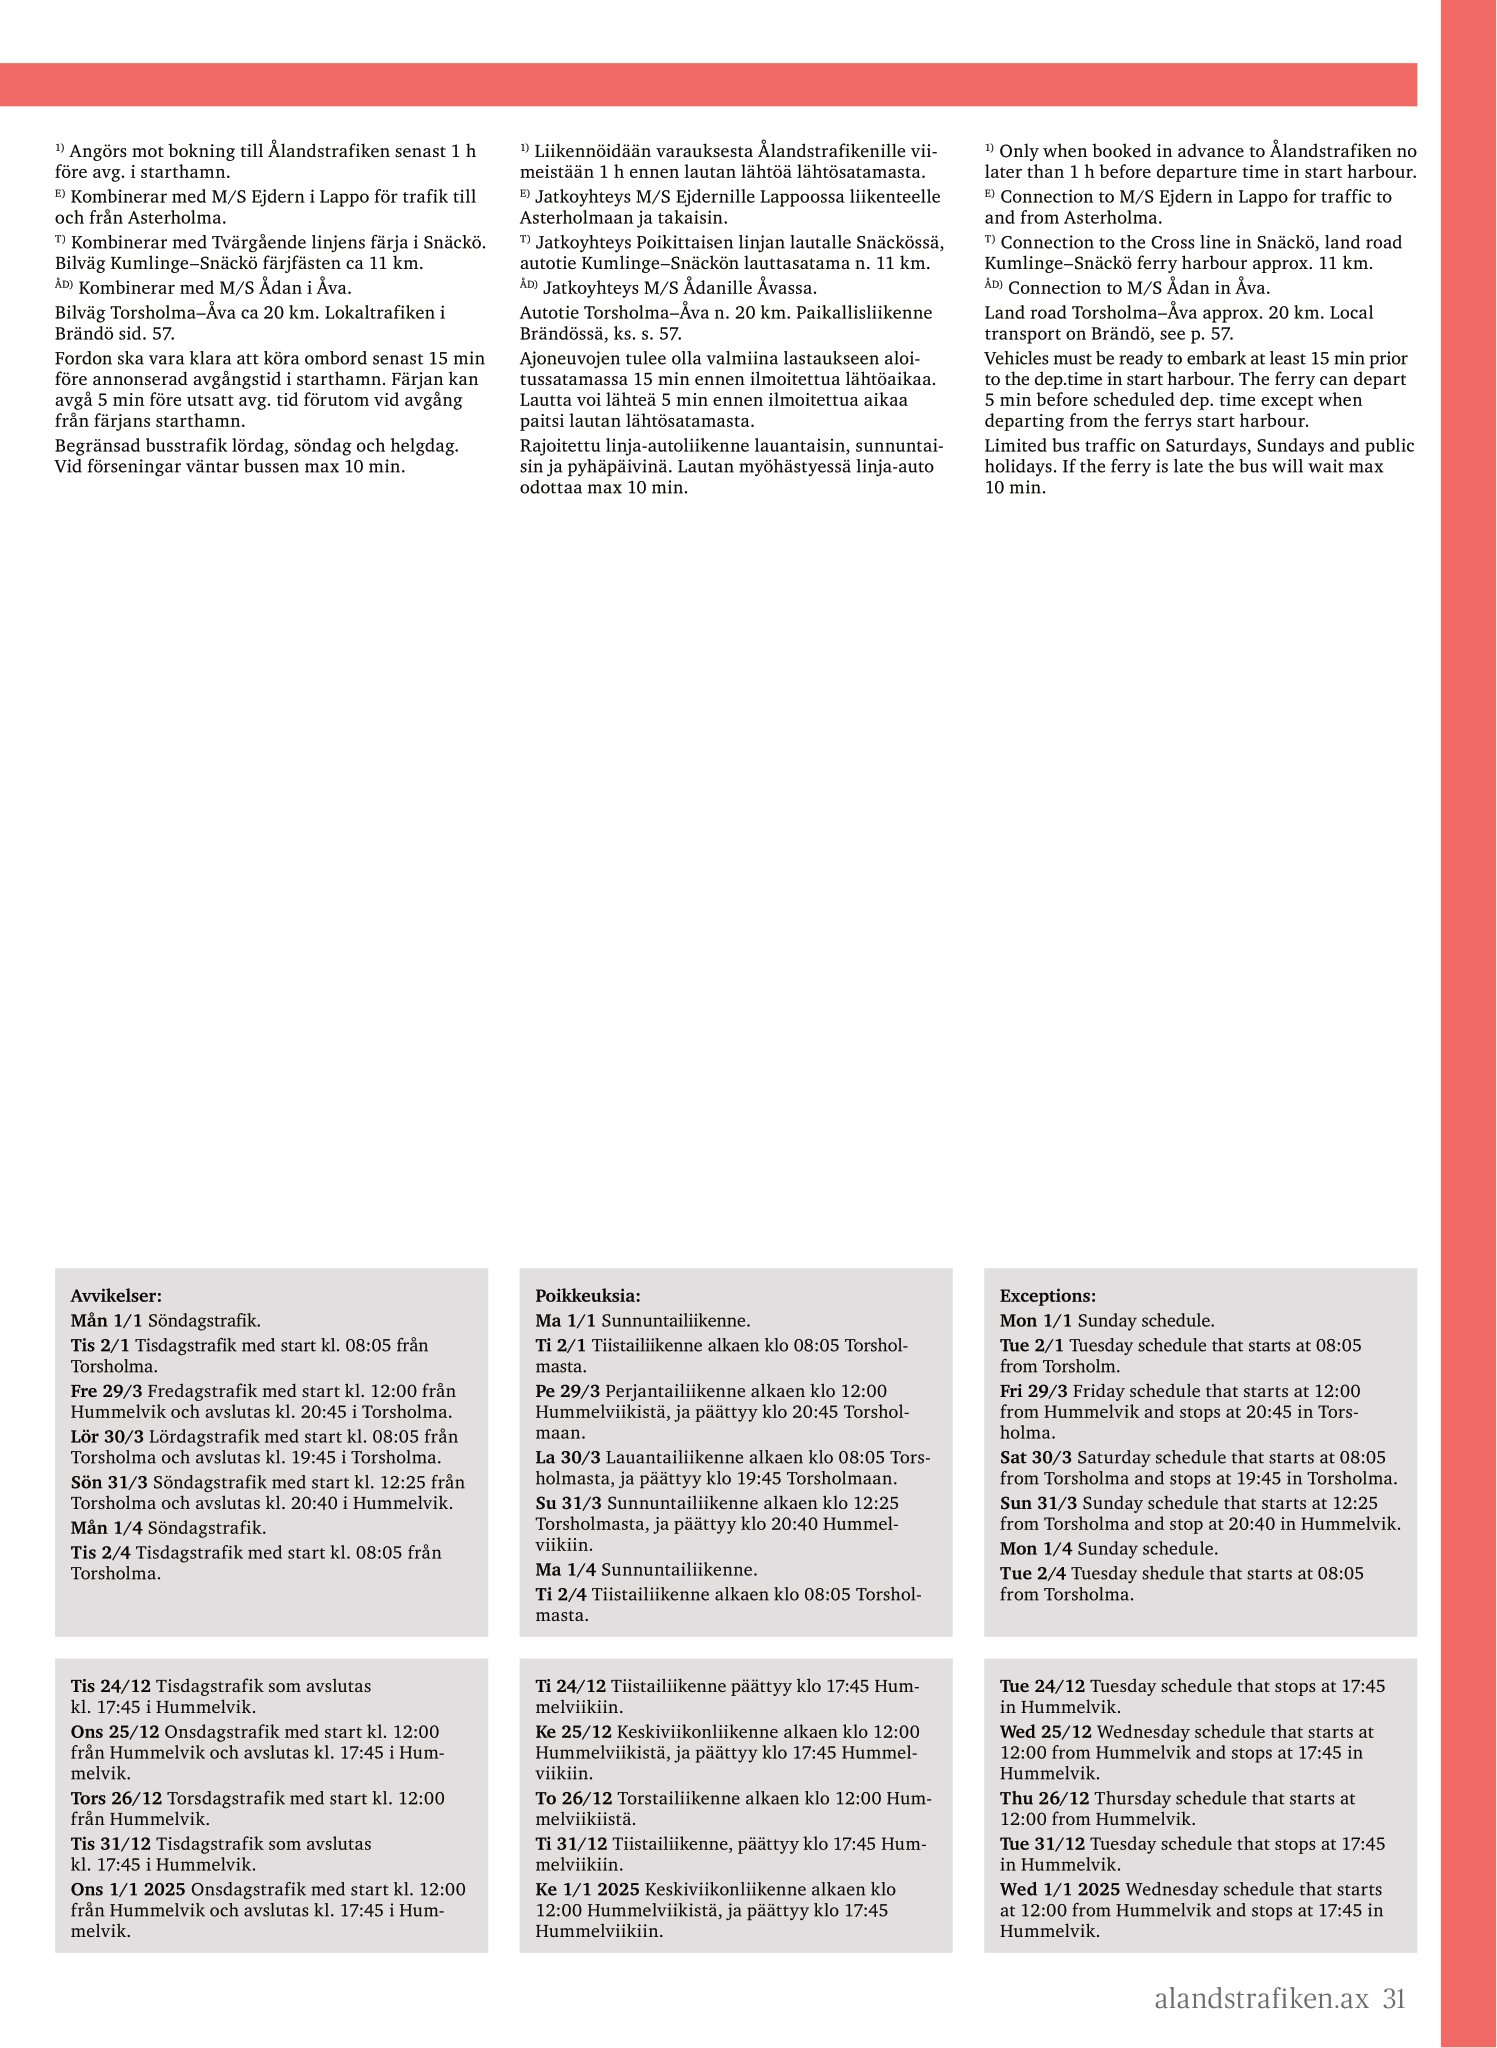 1) Angörs mot bokning till Ålandstrafiken senast 1 h
före avg. i starthamn.
E) Kombinerar med M/S Ejdern i Lappo för trafik till
och från Asterholma.
T) Kombinerar med Tvärgående linjens färja i Snäckö.
Bilväg Kumlinge–Snäckö färjfästen ca 11 km.
ÅD) Kombinerar med M/S Ådan i Åva.
Bilväg Torsholma–Åva ca 20 km. Lokaltrafiken i
Brändö sid. 57.
Fordon ska vara klara att köra ombord senast 15 min
före annonserad avgångstid i starthamn. Färjan kan
avgå 5 min före utsatt avg. tid förutom vid avgång
från färjans starthamn.
Begränsad busstrafik lördag, söndag och helgdag.
Vid förseningar väntar bussen max 10 min.
1) Liikennöidään varauksesta Ålandstrafikenille vii-
meistään 1 h ennen lautan lähtöä lähtösatamasta.
E) Jatkoyhteys M/S Ejdernille Lappoossa liikenteelle
Asterholmaan ja takaisin.
T) Jatkoyhteys Poikittaisen linjan lautalle Snäckössä,
autotie Kumlinge–Snäckön lauttasatama n. 11 km.
ÅD) Jatkoyhteys M/S Ådanille Åvassa.
Autotie Torsholma–Åva n. 20 km. Paikallisliikenne
Brändössä, ks. s. 57.
Ajoneuvojen tulee olla valmiina lastaukseen aloi-
tussatamassa 15 min ennen ilmoitettua lähtöaikaa.
Lautta voi lähteä 5 min ennen ilmoitettua aikaa
paitsi lautan lähtösatamasta.
Rajoitettu linja-autoliikenne lauantaisin, sunnuntai-
sin ja pyhäpäivinä. Lautan myöhästyessä linja-auto
odottaa max 10 min.
1) Only when booked in advance to Ålandstrafiken no
later than 1 h before departure time in start harbour.
E) Connection to M/S Ejdern in Lappo for traffic to
and from Asterholma.
T) Connection to the Cross line in Snäckö, land road
Kumlinge–Snäckö ferry harbour approx. 11 km.
ÅD) Connection to M/S Ådan in Åva.
Land road Torsholma–Åva approx. 20 km. Local
transport on Brändö, see p. 57.
Vehicles must be ready to embark at least 15 min prior
to the dep.time in start harbour. The ferry can depart
5 min before scheduled dep. time except when
departing from the ferrys start harbour.
Limited bus traffic on Saturdays, Sundays and public
holidays. If the ferry is late the bus will wait max
10 min.
Avvikelser:
Mån 1/1 Söndagstrafik.
Tis 2/1 Tisdagstrafik med start kl. 08:05 från
Torsholma.
Fre 29/3 Fredagstrafik med start kl. 12:00 från
Hummelvik och avslutas kl. 20:45 i Torsholma.
Lör 30/3 Lördagstrafik med start kl. 08:05 från
Torsholma och avslutas kl. 19:45 i Torsholma.
Sön 31/3 Söndagstrafik med start kl. 12:25 från
Torsholma och avslutas kl. 20:40 i Hummelvik.
Mån 1/4 Söndagstrafik.
Tis 2/4 Tisdagstrafik med start kl. 08:05 från
Torsholma.
Poikkeuksia:
Ma 1/1 Sunnuntailiikenne.
Ti 2/1 Tiistailiikenne alkaen klo 08:05 Torshol-
masta.
Pe 29/3 Perjantailiikenne alkaen klo 12:00
Hummelviikistä, ja päättyy klo 20:45 Torshol-
maan.
La 30/3 Lauantailiikenne alkaen klo 08:05 Tors-
holmasta, ja päättyy klo 19:45 Torsholmaan.
Su 31/3 Sunnuntailiikenne alkaen klo 12:25
Torsholmasta, ja päättyy klo 20:40 Hummel-
viikiin.
Ma 1/4 Sunnuntailiikenne.
Ti 2/4 Tiistailiikenne alkaen klo 08:05 Torshol-
masta.
Exceptions:
Mon 1/1 Sunday schedule.
Tue 2/1 Tuesday schedule that starts at 08:05
from Torsholm.
Fri 29/3 Friday schedule that starts at 12:00
from Hummelvik and stops at 20:45 in Tors-
holma.
Sat 30/3 Saturday schedule that starts at 08:05
from Torsholma and stops at 19:45 in Torsholma.
Sun 31/3 Sunday schedule that starts at 12:25
from Torsholma and stop at 20:40 in Hummelvik.
Mon 1/4 Sunday schedule.
Tue 2/4 Tuesday shedule that starts at 08:05
from Torsholma.
Tis 24/12 Tisdagstrafik som avslutas
kl. 17:45 i Hummelvik.
Ons 25/12 Onsdagstrafik med start kl. 12:00
från Hummelvik och avslutas kl. 17:45 i Hum-
melvik.
Tors 26/12 Torsdagstrafik med start kl. 12:00
från Hummelvik.
Tis 31/12 Tisdagstrafik som avslutas
kl. 17:45 i Hummelvik.
Ons 1/1 2025 Onsdagstrafik med start kl. 12:00
från Hummelvik och avslutas kl. 17:45 i Hum-
melvik.
Ti 24/12 Tiistailiikenne päättyy klo 17:45 Hum-
melviikiin.
Ke 25/12 Keskiviikonliikenne alkaen klo 12:00
Hummelviikistä, ja päättyy klo 17:45 Hummel-
viikiin.
To 26/12 Torstailiikenne alkaen klo 12:00 Hum-
melviikiistä.
Ti 31/12 Tiistailiikenne, päättyy klo 17:45 Hum-
melviikiin.
Ke 1/1 2025 Keskiviikonliikenne alkaen klo
12:00 Hummelviikistä, ja päättyy klo 17:45
Hummelviikiin.
Tue 24/12 Tuesday schedule that stops at 17:45
in Hummelvik.
Wed 25/12 Wednesday schedule that starts at
12:00 from Hummelvik and stops at 17:45 in
Hummelvik.
Thu 26/12 Thursday schedule that starts at
12:00 from Hummelvik.
Tue 31/12 Tuesday schedule that stops at 17:45
in Hummelvik.
Wed 1/1 2025 Wednesday schedule that starts
at 12:00 from Hummelvik and stops at 17:45 in
Hummelvik.
alandstrafiken.ax 31